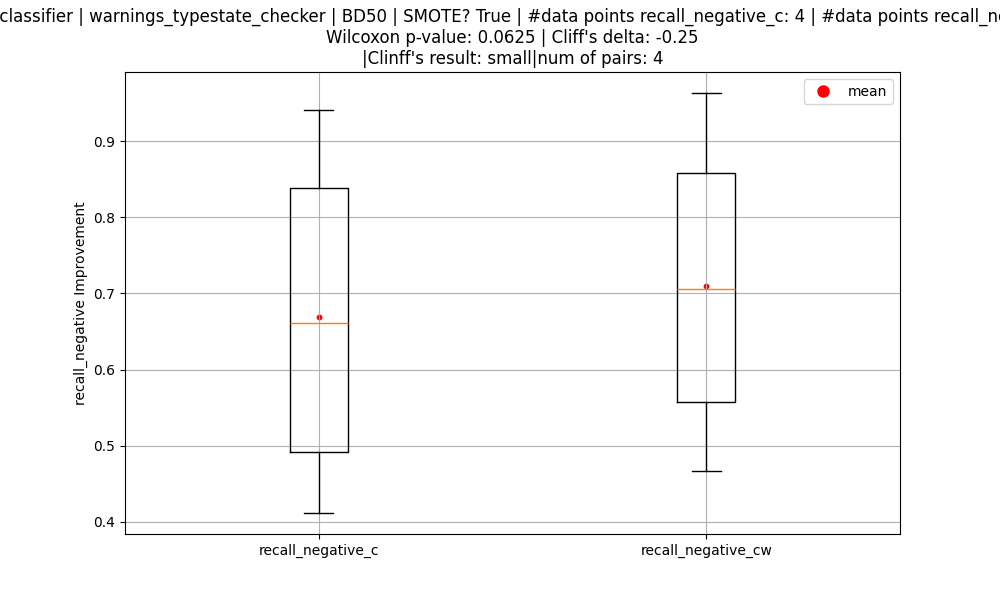 classifier | warnings_typestate_checker | BD50 | SMOTE? True | #data points recall_negative_c: 4 | #data points
Wilcoxon p-value: 0.0625 | Cliff's delta: -0.25
|Clinff's result: small|num of pairs: 4
mean
0.9
0.8
0.7
0.6
0.5
0.4
recall_negative Improvement
recall_negative_c
recall_negative_cw